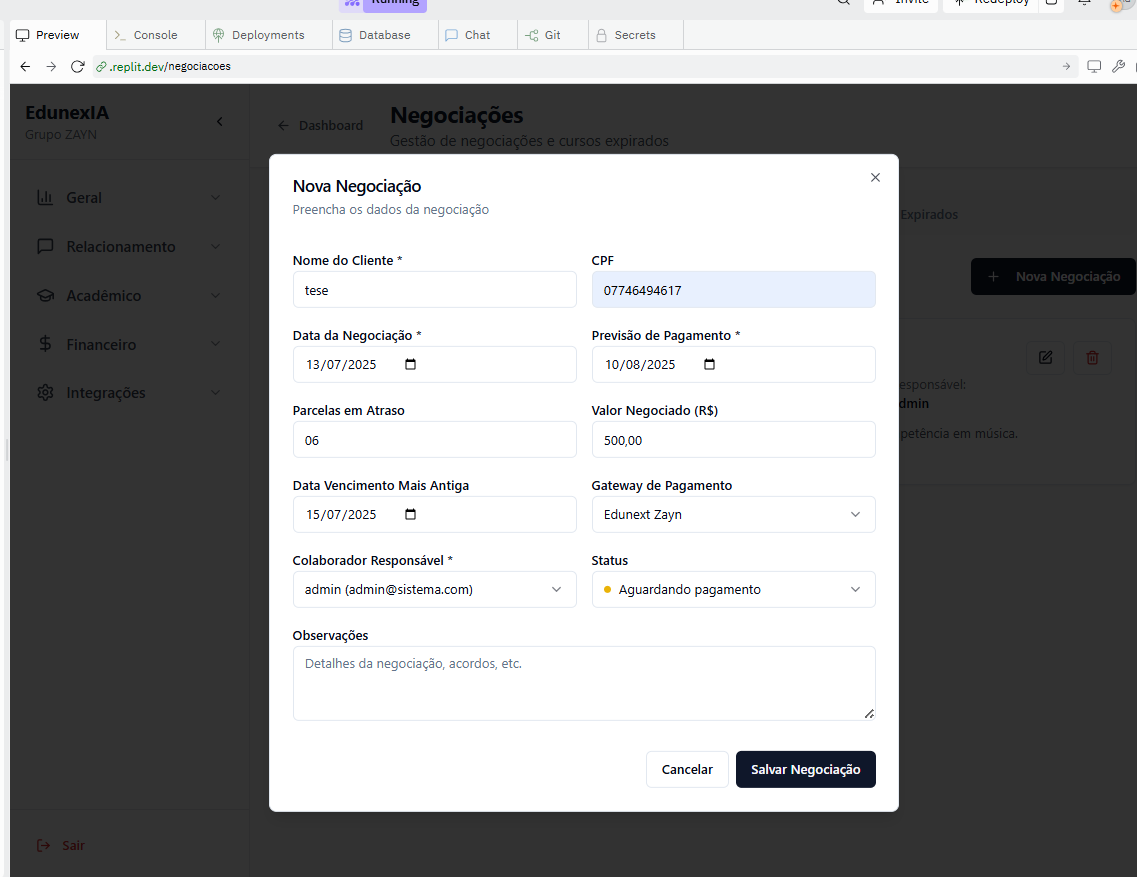 Running
Invite
Redeploy
Preview
Console
Deployments
Database
Chat
Git
Secrets
.replit.dev/negociacoes
EdunexIA
Grupo ZAYN
Dashboard
Negociações
Gestão de negociações e cursos expirados
Geral
Relacionamento
Acadêmico
Financeiro
Integrações
Sair
Expirados
Nova Negociação
esponsável:
dmin
petência em música.
Nova Negociação
Preencha os dados da negociação
Nome do Cliente *
CPF
tese
07746494617
Data da Negociação *
Previsão de Pagamento *
13/07/2025
10/08/2025
Parcelas em Atraso
Valor Negociado (R$)
06
500,00
Data Vencimento Mais Antiga
Gateway de Pagamento
15/07/2025
Edunext Zayn
Colaborador Responsável *
Status
admin (admin@sistema.com)
Aguardando pagamento
Observações
Detalhes da negociação, acordos, etc.
Cancelar
Salvar Negociação